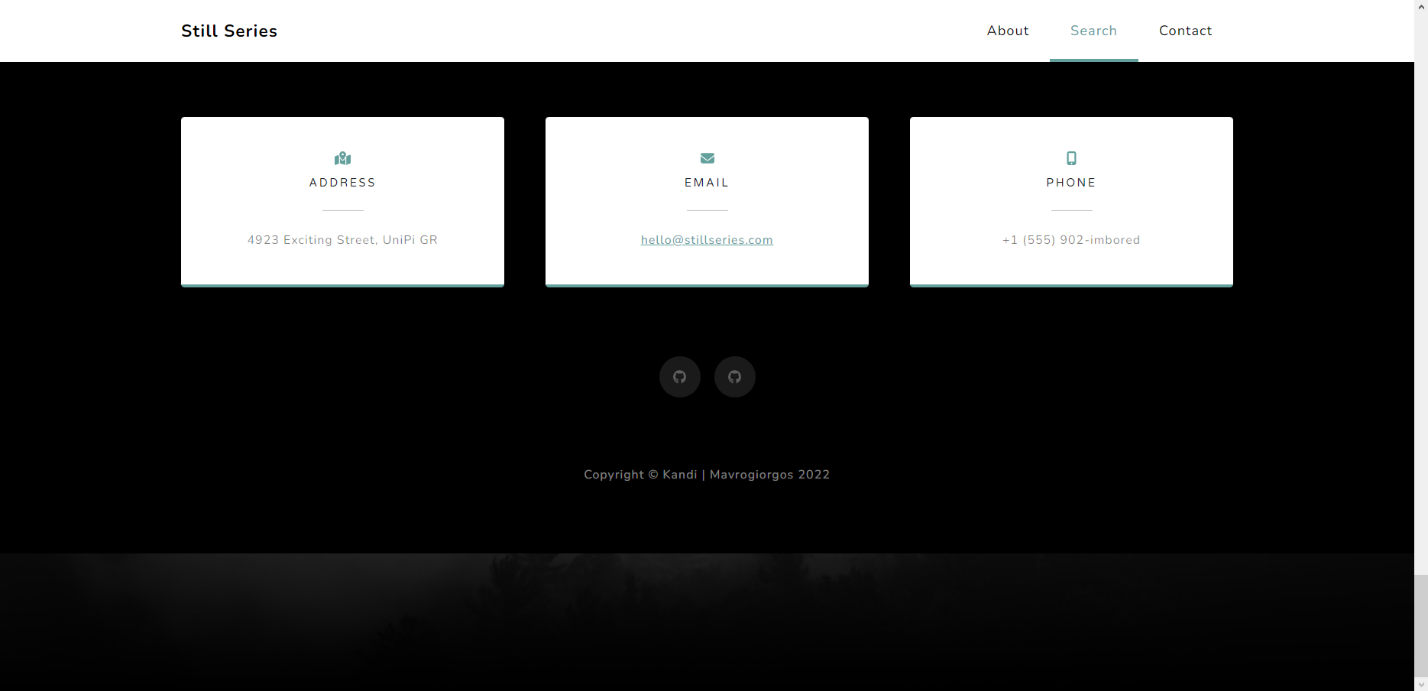 Still Series
About
Search
Contact
ADDRESS
4923 Exciting Street, UniPi GR
EMAIL
hello@stillseries.com
PHONE
+1 (555) 902-imbored
Copyright © Kandi | Mavrogiorgos 2022